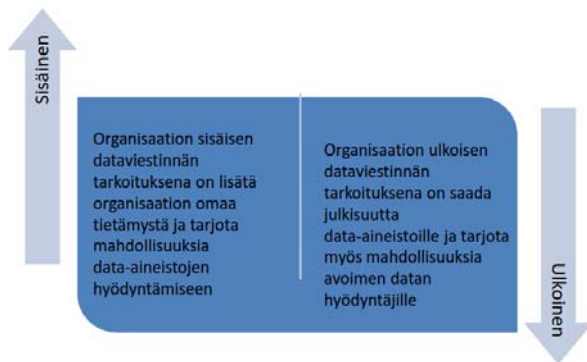 Sisäinen
Organisaation sisäisen
dataviestinnän
tarkoituksena on lisätä
organisaation omaa
tietämystä ja tarjota
mahdollisuuksia
data-aineistojen
hyödyntämiseen
Organisaation ulkoisen
dataviestinnän
tarkoituksena on saada
julkisuutta
data-aineistoille ja tarjota
myös mahdollisuuksia
avoimen datan
hyödyntäjille
Ulkoinen